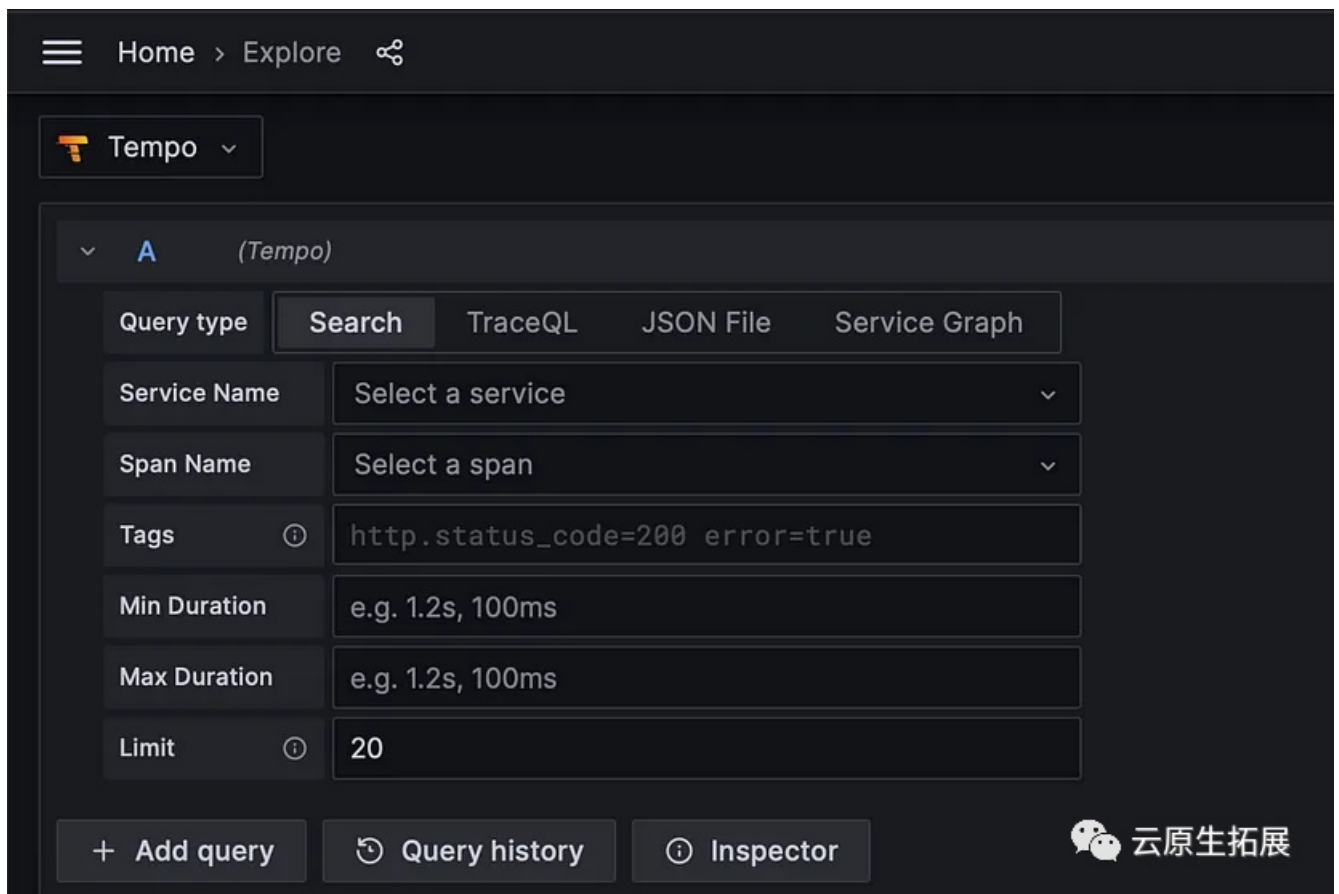 Home › Explore
Tempo
A (Tempo)
Query type Search TraceQL JSON File Service Graph
Service Name Select a service
Span Name Select a span
Tags http.status_code=200 error=true
Min Duration e.g. 1.2s, 100ms
Max Duration e.g. 1.2s, 100ms
Limit 20
+ Add query Query history Inspector
云原生拓展